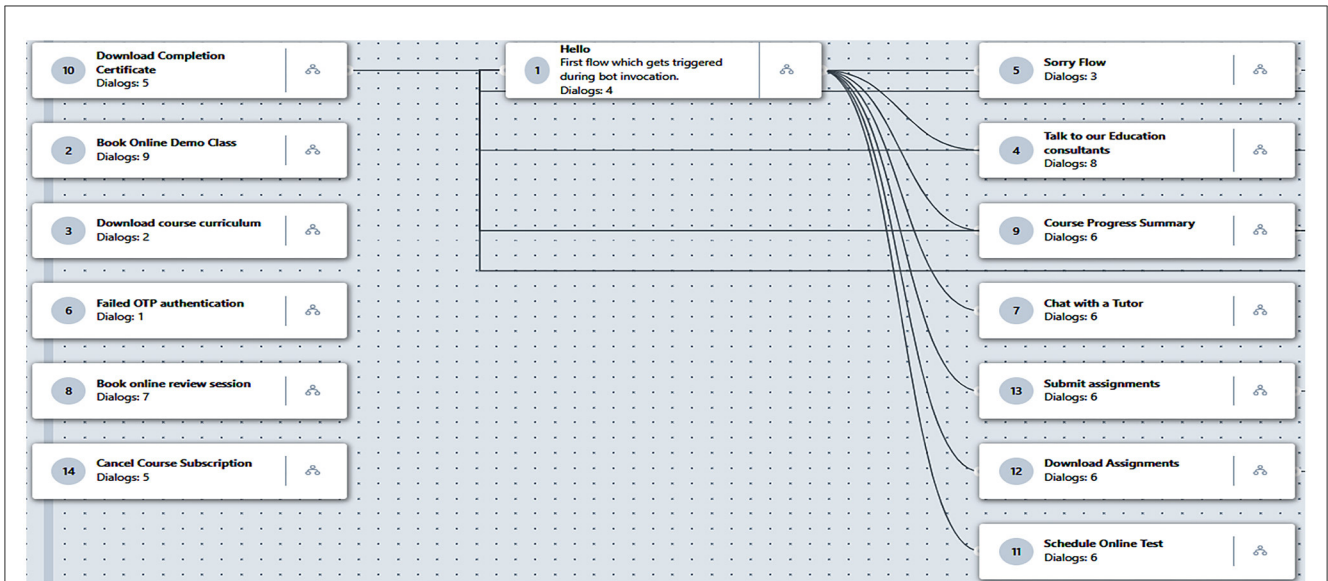 10
Download Completion
Certificate
Dialogs: 5
2
Book Online Demo Class
Dialogs: 9
3
Download course curriculum
Dialogs: 2
6
Failed OTP authentication
Dialog: 1
8
Book online review session
Dialogs: 7
14
Cancel Course Subscription
Dialogs: 5
1
Hello
First flow which gets triggered
during bot invocation.
Dialogs: 4
5
Sorry Flow
Dialogs: 3
4
Talk to our Education
consultants
Dialogs: 8
9
Course Progress Summary
Dialogs: 6
7
Chat with a Tutor
Dialogs: 6
13
Submit assignments
Dialogs: 6
12
Download Assignments
Dialogs: 6
11
Schedule Online Test
Dialogs: 6